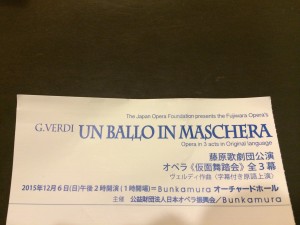 The Japan Opera Foundation presents the Fujiwara Opera's
G.VERDI UN BALLO IN MASCHERA
Opera in 3 acts in Original language
藤原歌劇団公演
オペラ《仮面舞踏会》全3幕
ヴェルディ作曲(字幕付き原語上演)
2015年12月6日(日)午後2時開演(1時開場)=Bunkamura オーチャードホール
主催 公益財団法人日本オペラ振興会/Bunkamura